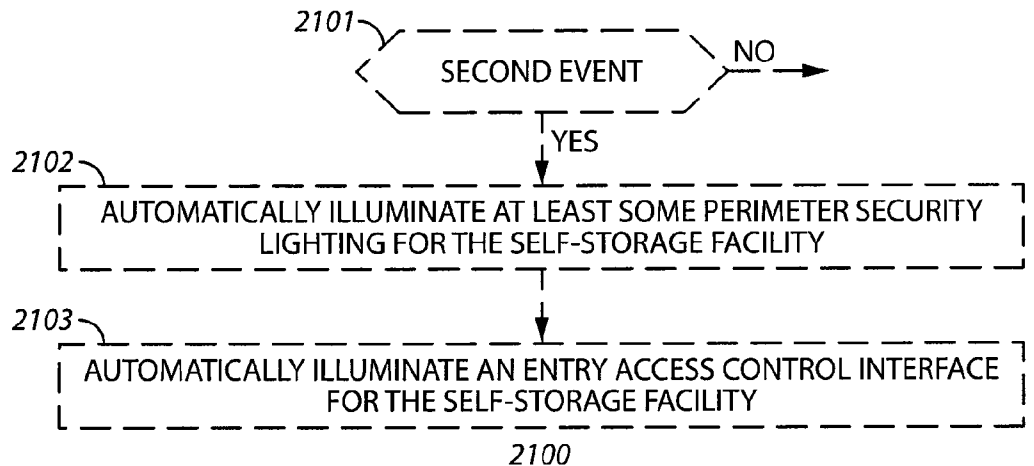 2101
SECOND EVENT
NO
YES
2102
AUTOMATICALLY ILLUMINATE AT LEAST SOME PERIMETER SECURITY
LIGHTING FOR THE SELF-STORAGE FACILITY
2103
AUTOMATICALLY ILLUMINATE AN ENTRY ACCESS CONTROL INTERFACE
FOR THE SELF-STORAGE FACILITY
2100